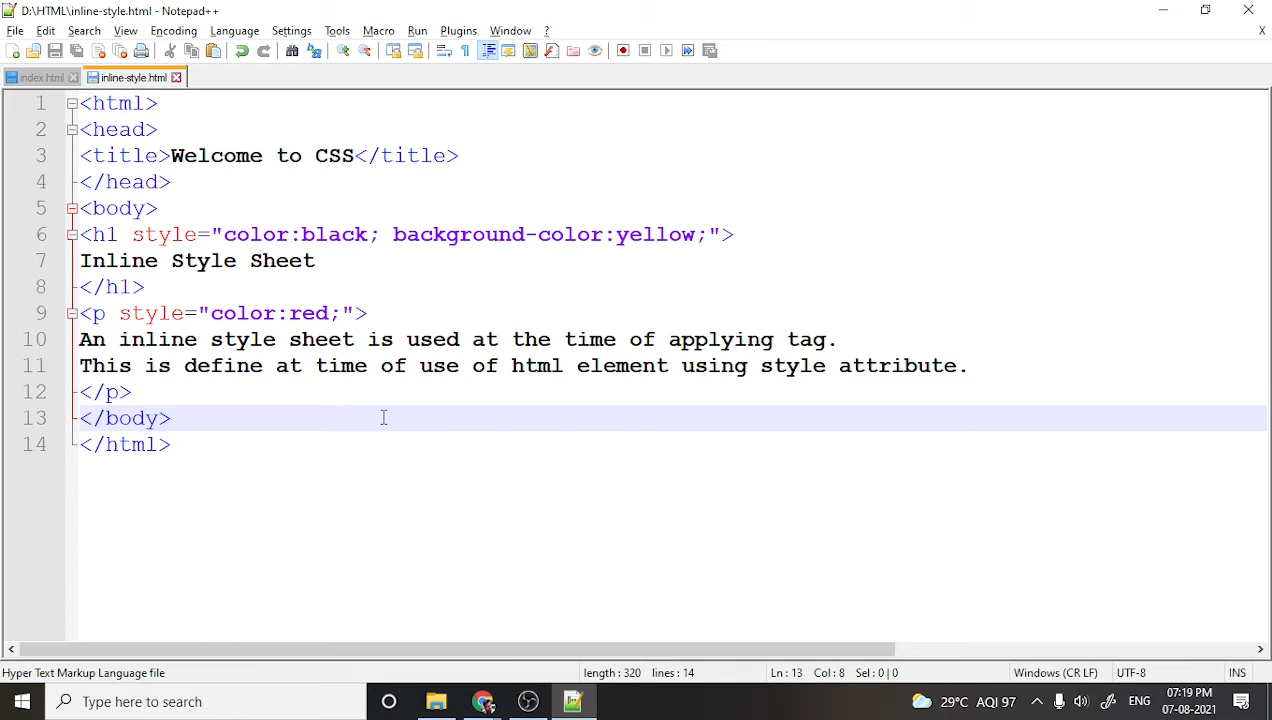 D:\HTML\inline-style.html - Notepad++
File Edit Search View Encoding Language Settings Tools Macro Run Plugins Window ? X
index.html inline-style.html
1 <html>
2 <head>
3 <title>Welcome to CSS</title>
4 </head>
5 <body>
6 <h1 style="color:black; background-color:yellow;">
7 Inline Style Sheet
8 </h1>
9 <p style="color:red;">
10 An inline style sheet is used at the time of applying tag.
11 This is define at time of use of html element using style attribute.
12 </p>
13 </body>
14 </html>
Hyper Text Markup Language file length : 320 lines : 14 Ln : 13 Col : 8 Sel : 0 | 0 Windows (CR LF) UTF-8 INS
Type here to search 29°C AQI 97 ENG 07:19 PM
07-08-2021